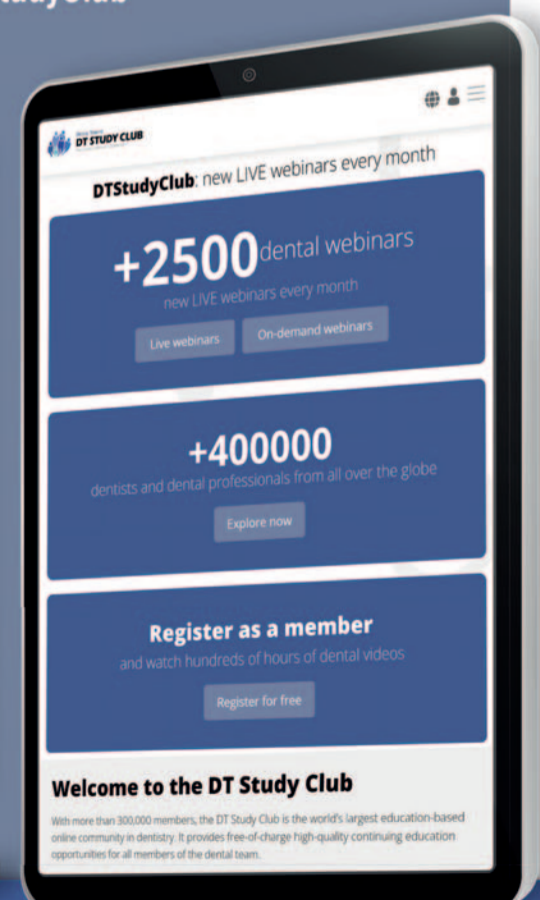 DT STUDY CLUB
DTStudyClub: new LIVE webinars every month
+2500 dental webinars
new LIVE webinars every month
Live webinars
On-demand webinars
+400000
dentists and dental professionals from all over the globe
Explore now
Register as a member
and watch hundreds of hours of dental videos
Register for free
Welcome to the DT Study Club
With more than 300,000 members, the DT Study Club is the world's largest education-based
online community in dentistry. It provides free-of-charge high-quality continuing education
opportunities for all members of the dental team.